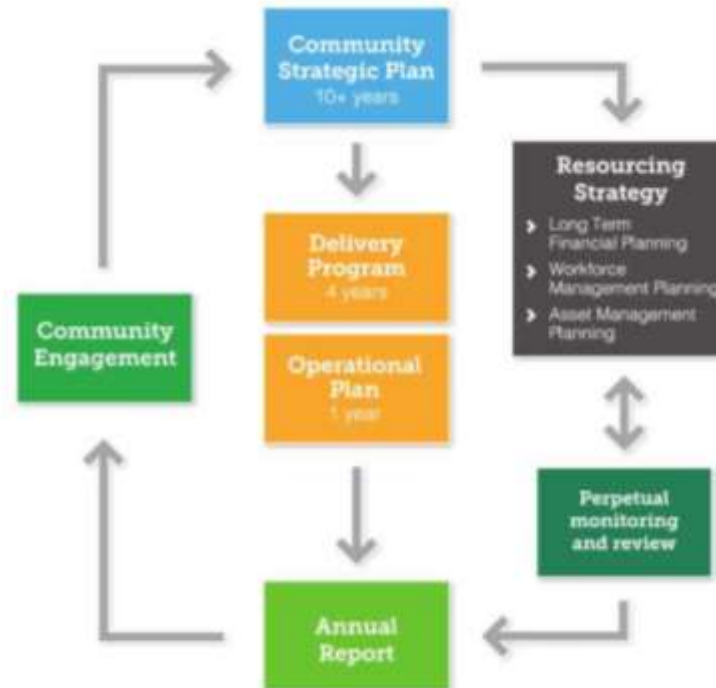 Community
Strategic Plan
10+ years
Resourcing
Strategy
Long Term
Financial Planning
Workforce
Management Planning
Asset Management
Planning
Delivery
Program
4 years
Community
Engagement
Operational
Plan
1 year
Perpetual
monitoring
and review
Annual
Report